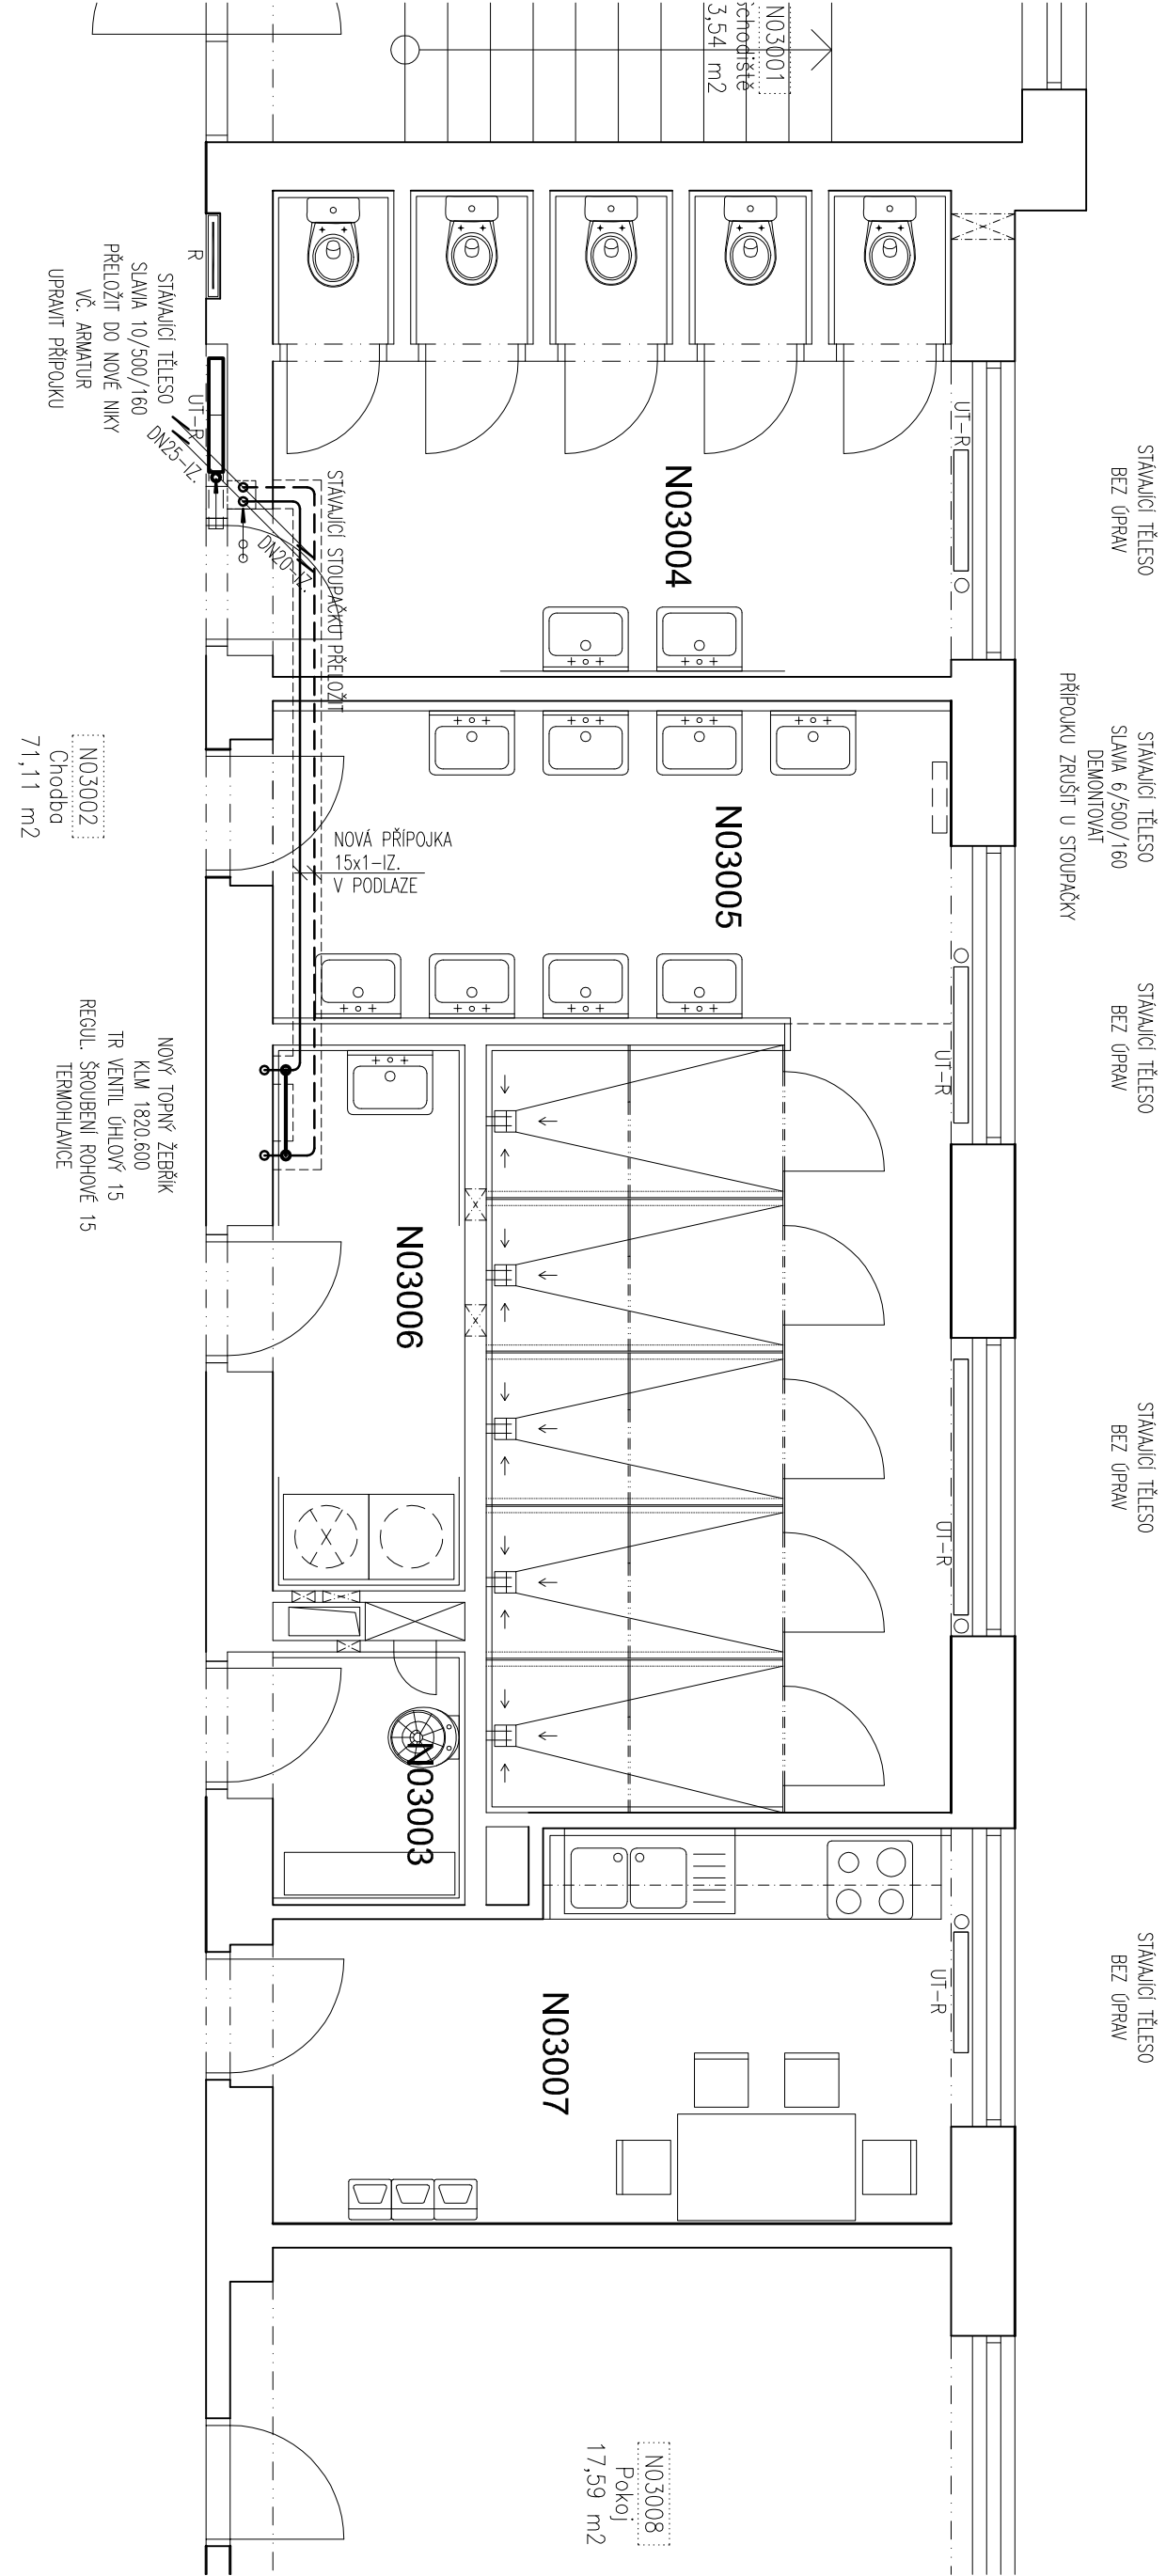 N03001
Schodiště
3,54 m2
STÁVAJÍCÍ TĚLESO
BEZ ÚPRAV
STÁVAJÍCÍ TĚLESO
SLAVIA 6/500/160
DEMONTOVAT
PŘÍPOJKU ZRUŠIT U STOUPAČKY
STÁVAJÍCÍ TĚLESO
BEZ ÚPRAV
STÁVAJÍCÍ TĚLESO
BEZ ÚPRAV
STÁVAJÍCÍ TĚLESO
BEZ ÚPRAV
UT-R
UT-R
UT-R
UT-R
N03004
N03005
N03006
N03003
N03007
N03008
Pokoj
17,59 m2
STÁVAJÍCÍ STOUPAČKU PŘELOŽIT
NOVÁ PŘÍPOJKA
15x1-IZ.
V PODLAZE
DN20-IZ.
DN25-IZ.
R
UT-R
STÁVAJÍCÍ TĚLESO
SLAVIA 10/500/160
PŘELOŽIT DO NOVÉ NIKY
VČ. ARMATUR
UPRAVIT PŘÍPOJKU
N03002
Chodba
71,11 m2
NOVÝ TOPNÝ ŽEBŘÍK
KLM 1820.600
TR VENTIL ÚHLOVÝ 15
REGUL. ŠROUBENÍ ROHOVÉ 15
TERMOHLAVICE